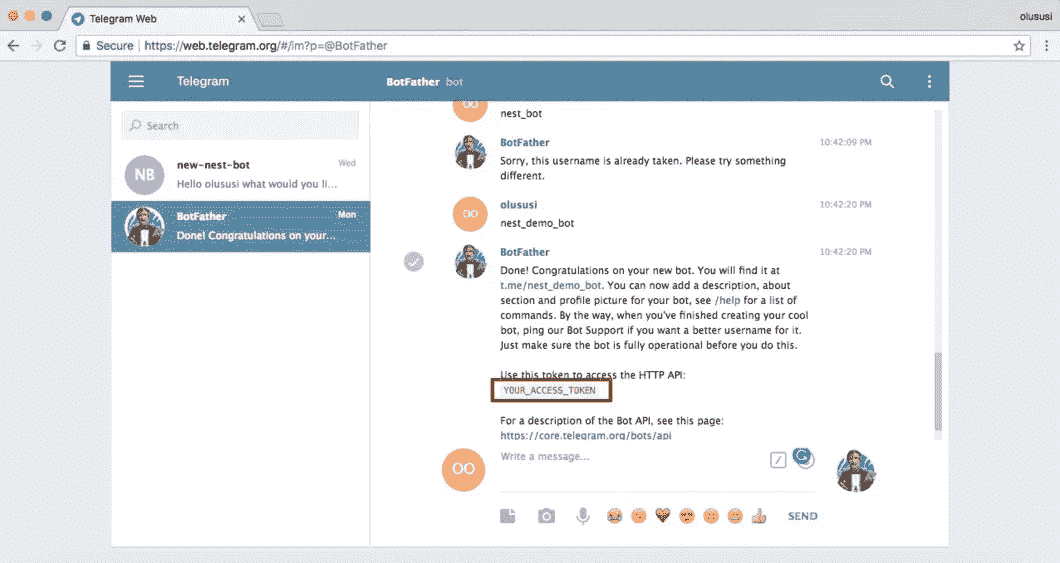 Telegram Web
olususi
Secure
https://web.telegram.org/#/im?p=@BotFather
Telegram
BotFather bot
Search
NB
new-nest-bot
Wed
Hello olususi what would you li...
BotFather
Mon
Done! Congratulations on your...
OO
nest_bot
BotFather
10:42:09 PM
Sorry, this username is already taken. Please try something
different.
OO
olususi
10:42:20 PM
nest_demo_bot
BotFather
10:42:20 PM
Done! Congratulations on your new bot. You will find it at
t.me/nest_demo_bot. You can now add a description, about
section and profile picture for your bot, see /help for a list of
commands. By the way, when you've finished creating your cool
bot, ping our Bot Support if you want a better username for it.
Just make sure the bot is fully operational before you do this.
Use this token to access the HTTP API:
YOUR_ACCESS_TOKEN
For a description of the Bot API, see this page:
https://core.telegram.org/bots/api
OO
Write a message...
SEND